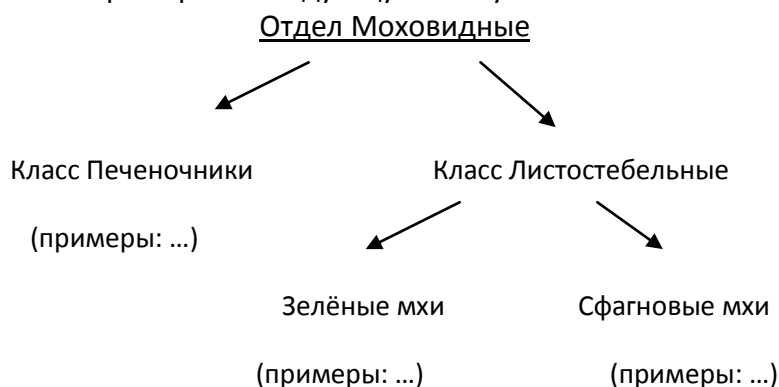 Отдел Моховидные
Класс Печеночники
Класс Листостебельные
(примеры: …)
Зелёные мхи
Сфагновые мхи
(примеры: …)
(примеры: …)